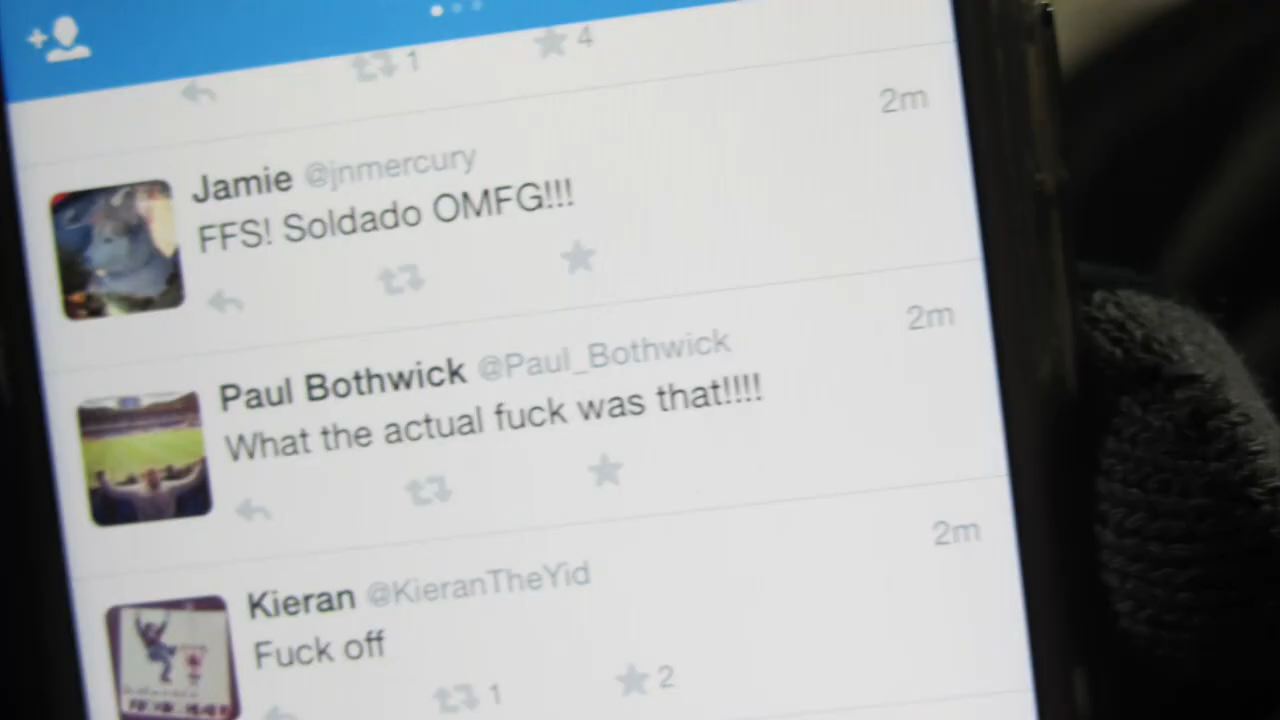 1 4
2m
Jamie @jnmercury
FFS! Soldado OMFG!!!
2m
Paul Bothwick @Paul_Bothwick
What the actual fuck was that!!!!
2m
Kieran @KieranTheYid
Fuck off
1 2